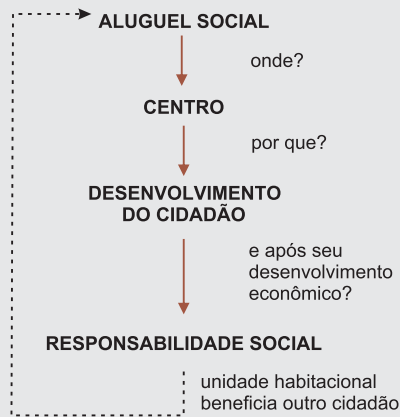 ALUGUEL SOCIAL
onde?
CENTRO
por que?
DESENVOLVIMENTO
DO CIDADÃO
e após seu
desenvolvimento
econômico?
RESPONSABILIDADE SOCIAL
unidade habitacional
beneficia outro cidadão